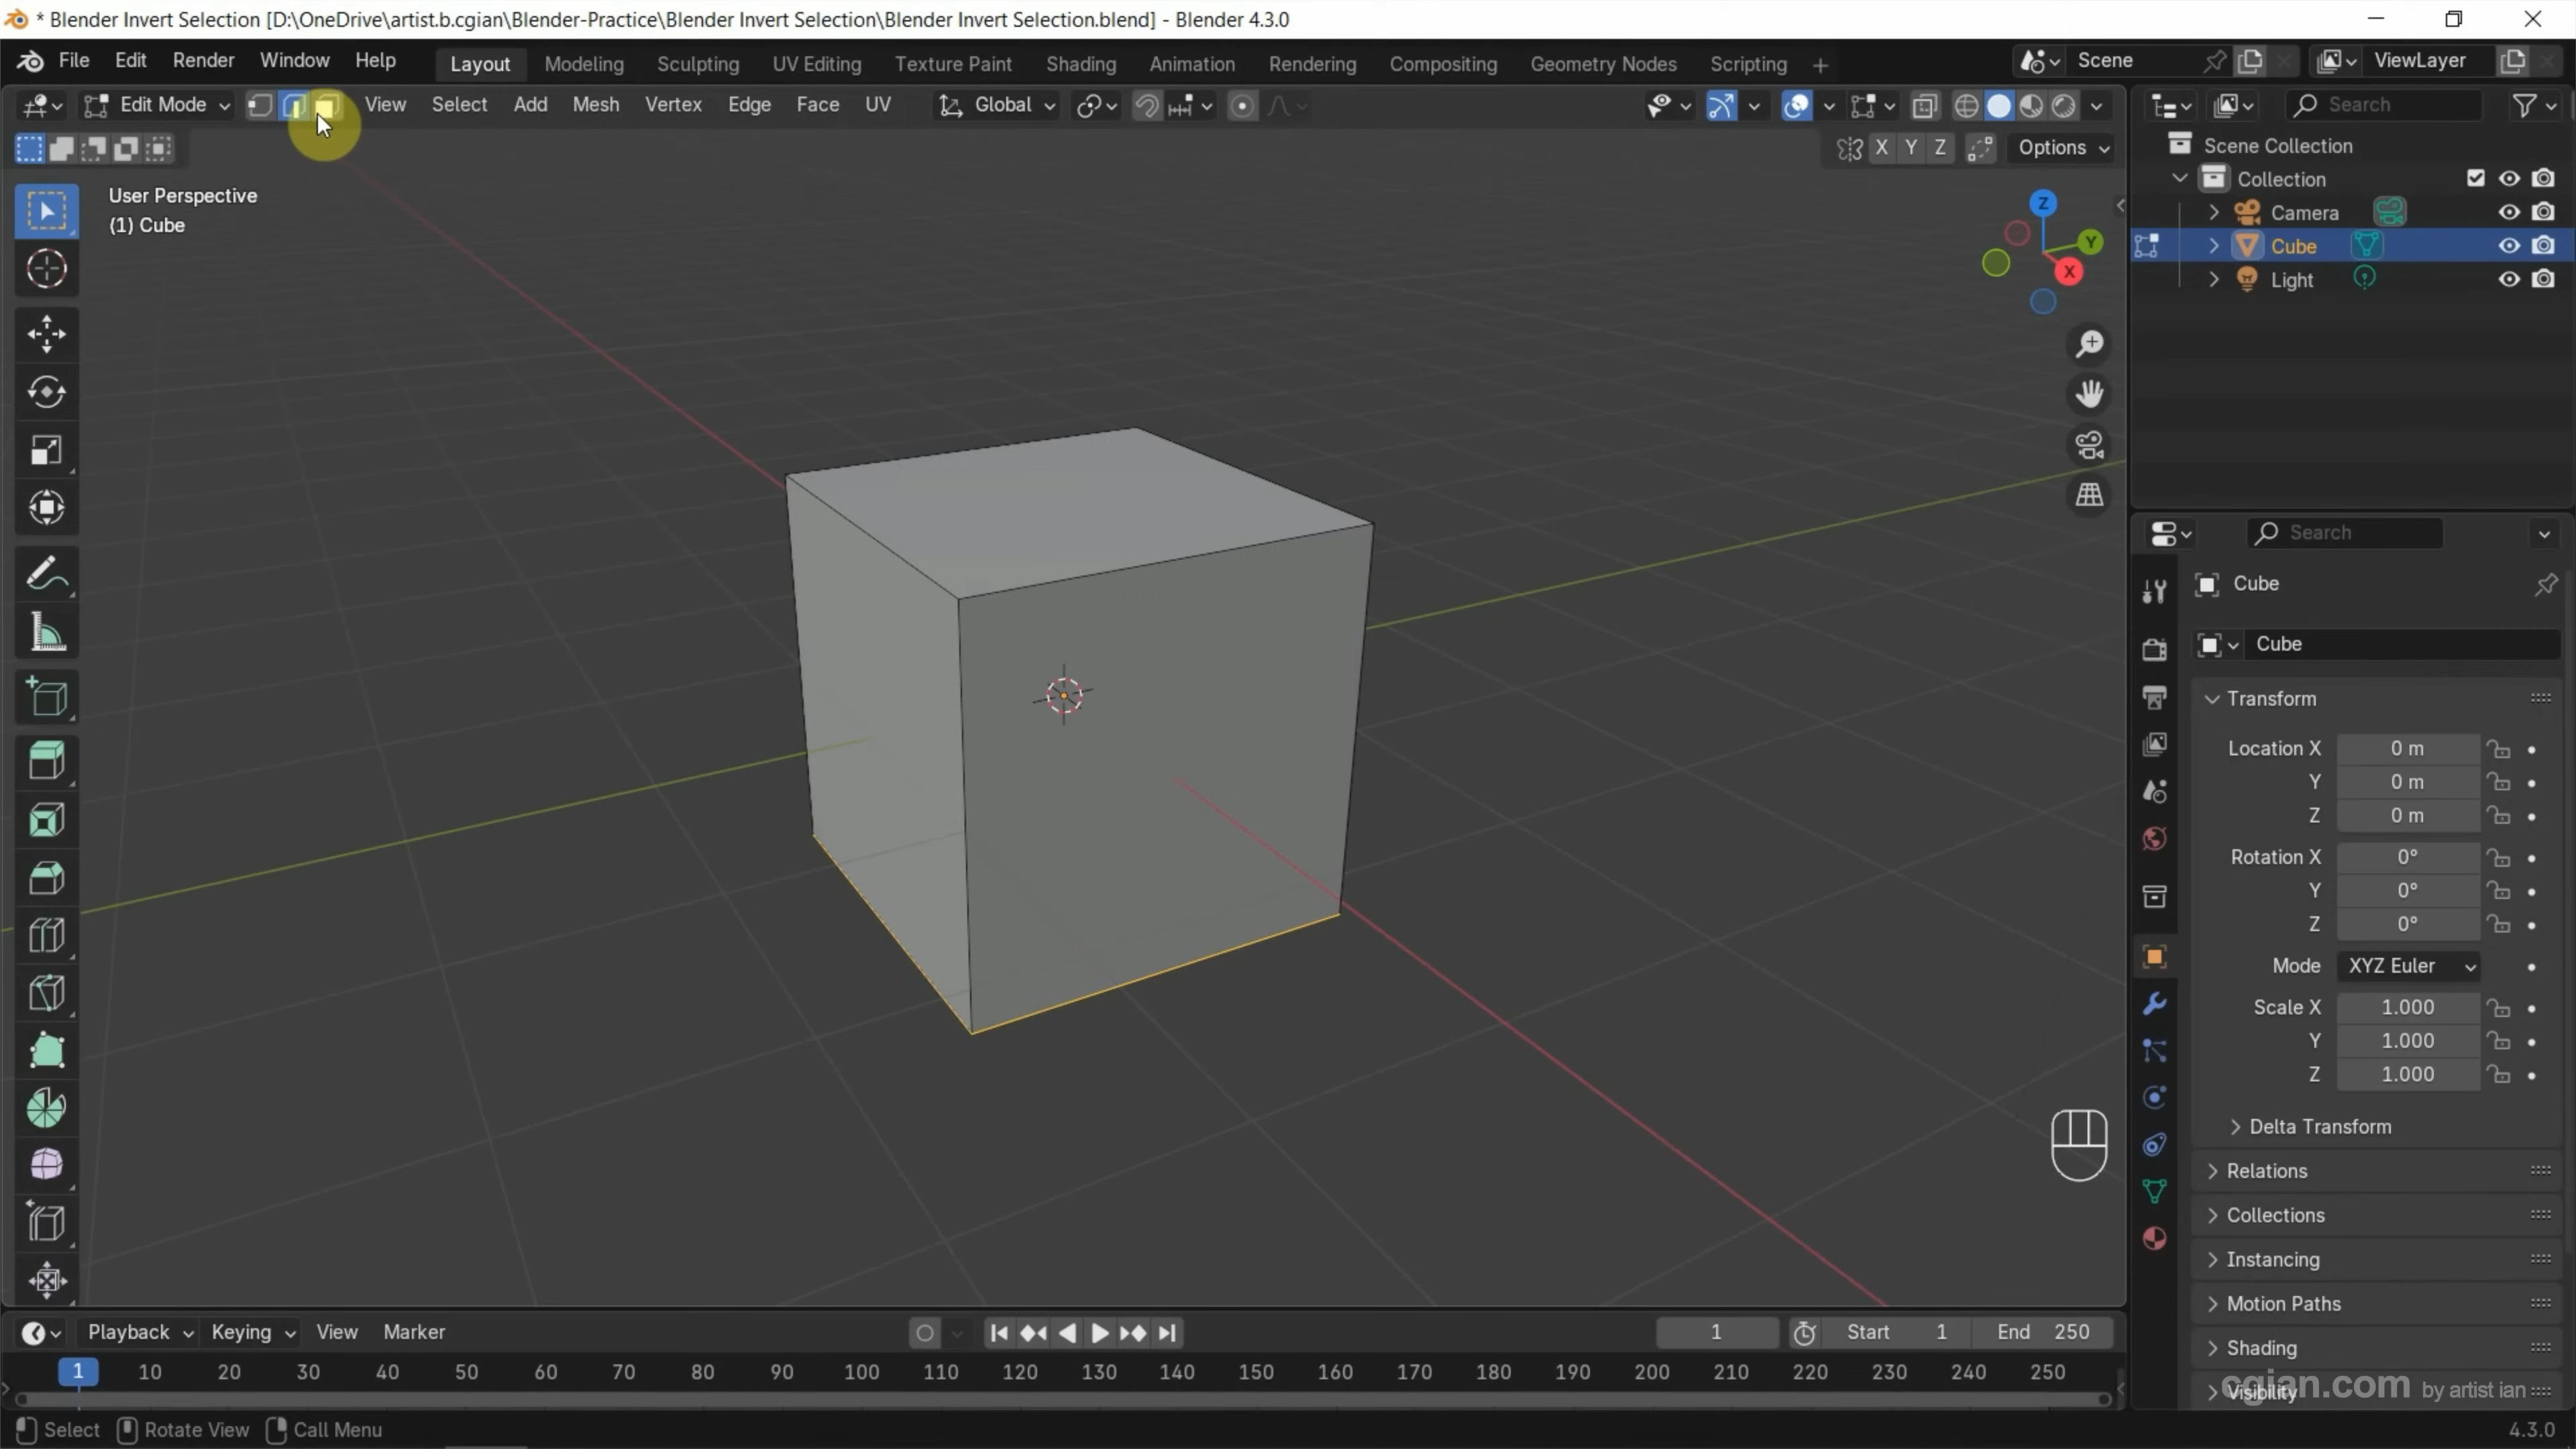 * Blender Invert Selection [D:\OneDrive\artist.b.cgian\Blender-Practice\Blender Invert Selection\Blender Invert Selection.blend] - Blender 4.3.0
File Edit Render Window Help Layout Modeling Sculpting UV Editing Texture Paint Shading Animation Rendering Compositing Geometry Nodes Scripting + Scene ViewLayer
Edit Mode View Select Add Mesh Vertex Edge Face UV Global Search
X Y Z Options
User Perspective
(1) Cube
Z
Y
X
Scene Collection
Collection
Camera
Cube
Light
Search
Cube
Cube
Transform
Location X 0 m
Y 0 m
Z 0 m
Rotation X 0°
Y 0°
Z 0°
Mode XYZ Euler
Scale X 1.000
Y 1.000
Z 1.000
Delta Transform
Relations
Collections
Instancing
Motion Paths
Shading
Visibility
cgian.com by artist ian
Playback Keying View Marker 1 Start 1 End 250
1 10 20 30 40 50 60 70 80 90 100 110 120 130 140 150 160 170 180 190 200 210 220 230 240 250
Select Rotate View Call Menu 4.3.0